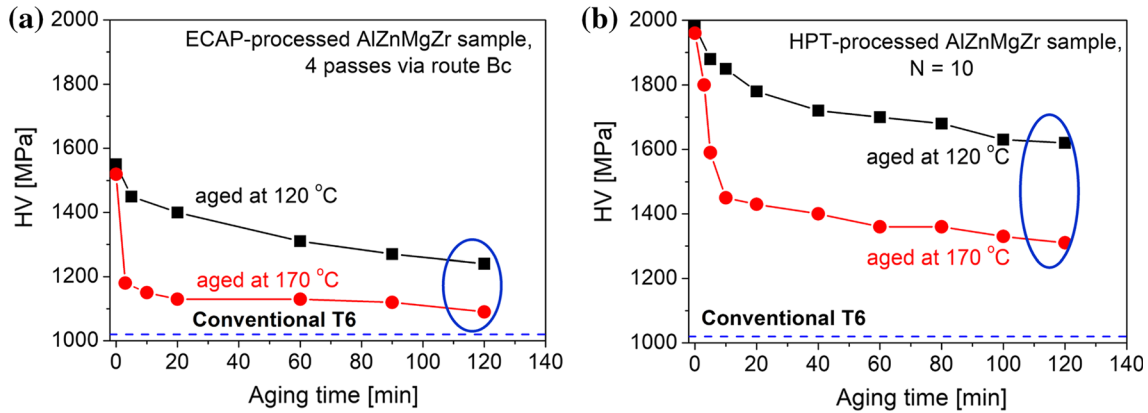 (a)
2000
1800
1600
1400
1200
1000
HV [MPa]
ECAP-processed AlZnMgZr sample,
4 passes via route Bc
aged at 120 °C
aged at 170 °C
Conventional T6
0 20 40 60 80 100 120 140
Aging time [min]
(b)
2000
1800
1600
1400
1200
1000
HV [MPa]
HPT-processed AlZnMgZr sample,
N = 10
aged at 120 °C
aged at 170 °C
Conventional T6
0 20 40 60 80 100 120 140
Aging time [min]